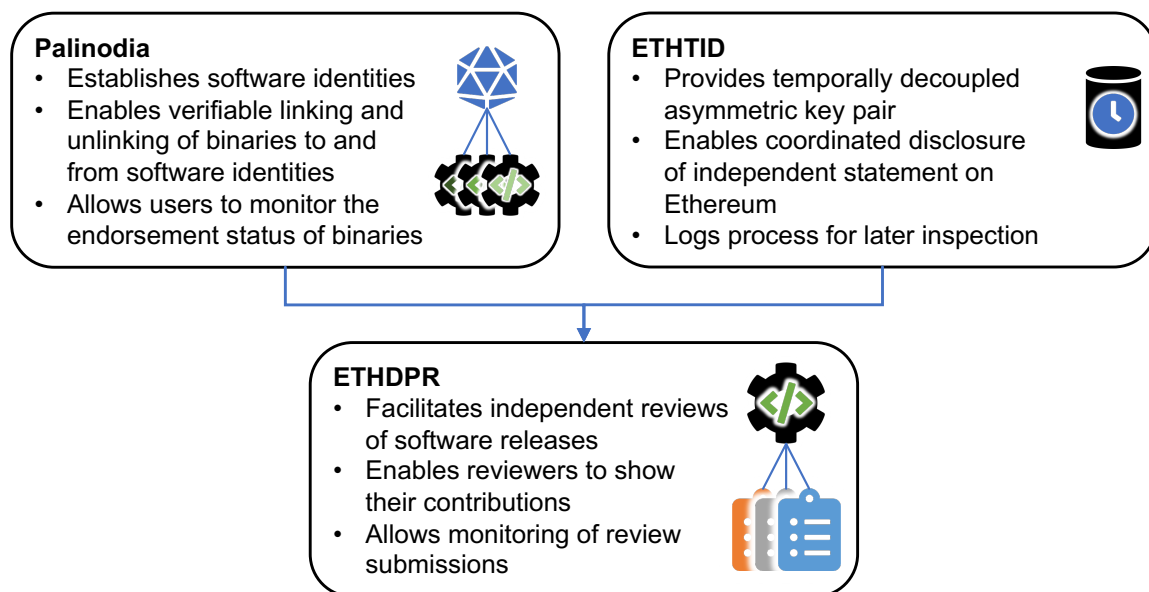 Palinodia
• Establishes software identities
• Enables verifiable linking and
unlinking of binaries to and
from software identities
• Allows users to monitor the
endorsement status of binaries
ETHTID
• Provides temporally decoupled
asymmetric key pair
• Enables coordinated disclosure
of independent statement on
Ethereum
• Logs process for later inspection
ETHDPR
• Facilitates independent reviews
of software releases
• Enables reviewers to show
their contributions
• Allows monitoring of review
submissions